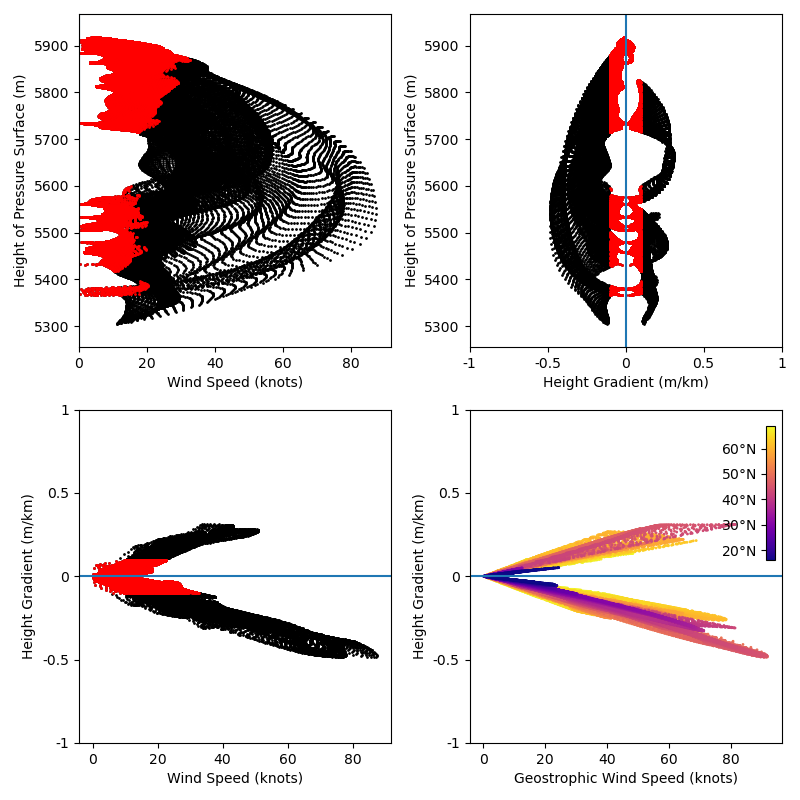 5900
5800
5700
5600
5500
5400
5300
Height of Pressure Surface (m)
0 20 40 60 80
Wind Speed (knots)
5900
5800
5700
5600
5500
5400
5300
Height of Pressure Surface (m)
-1 -0.5 0 0.5 1
Height Gradient (m/km)
1
0.5
0
-0.5
-1
Height Gradient (m/km)
0 20 40 60 80
Wind Speed (knots)
1
0.5
0
-0.5
-1
Height Gradient (m/km)
60°N
50°N
40°N
30°N
20°N
0 20 40 60 80
Geostrophic Wind Speed (knots)